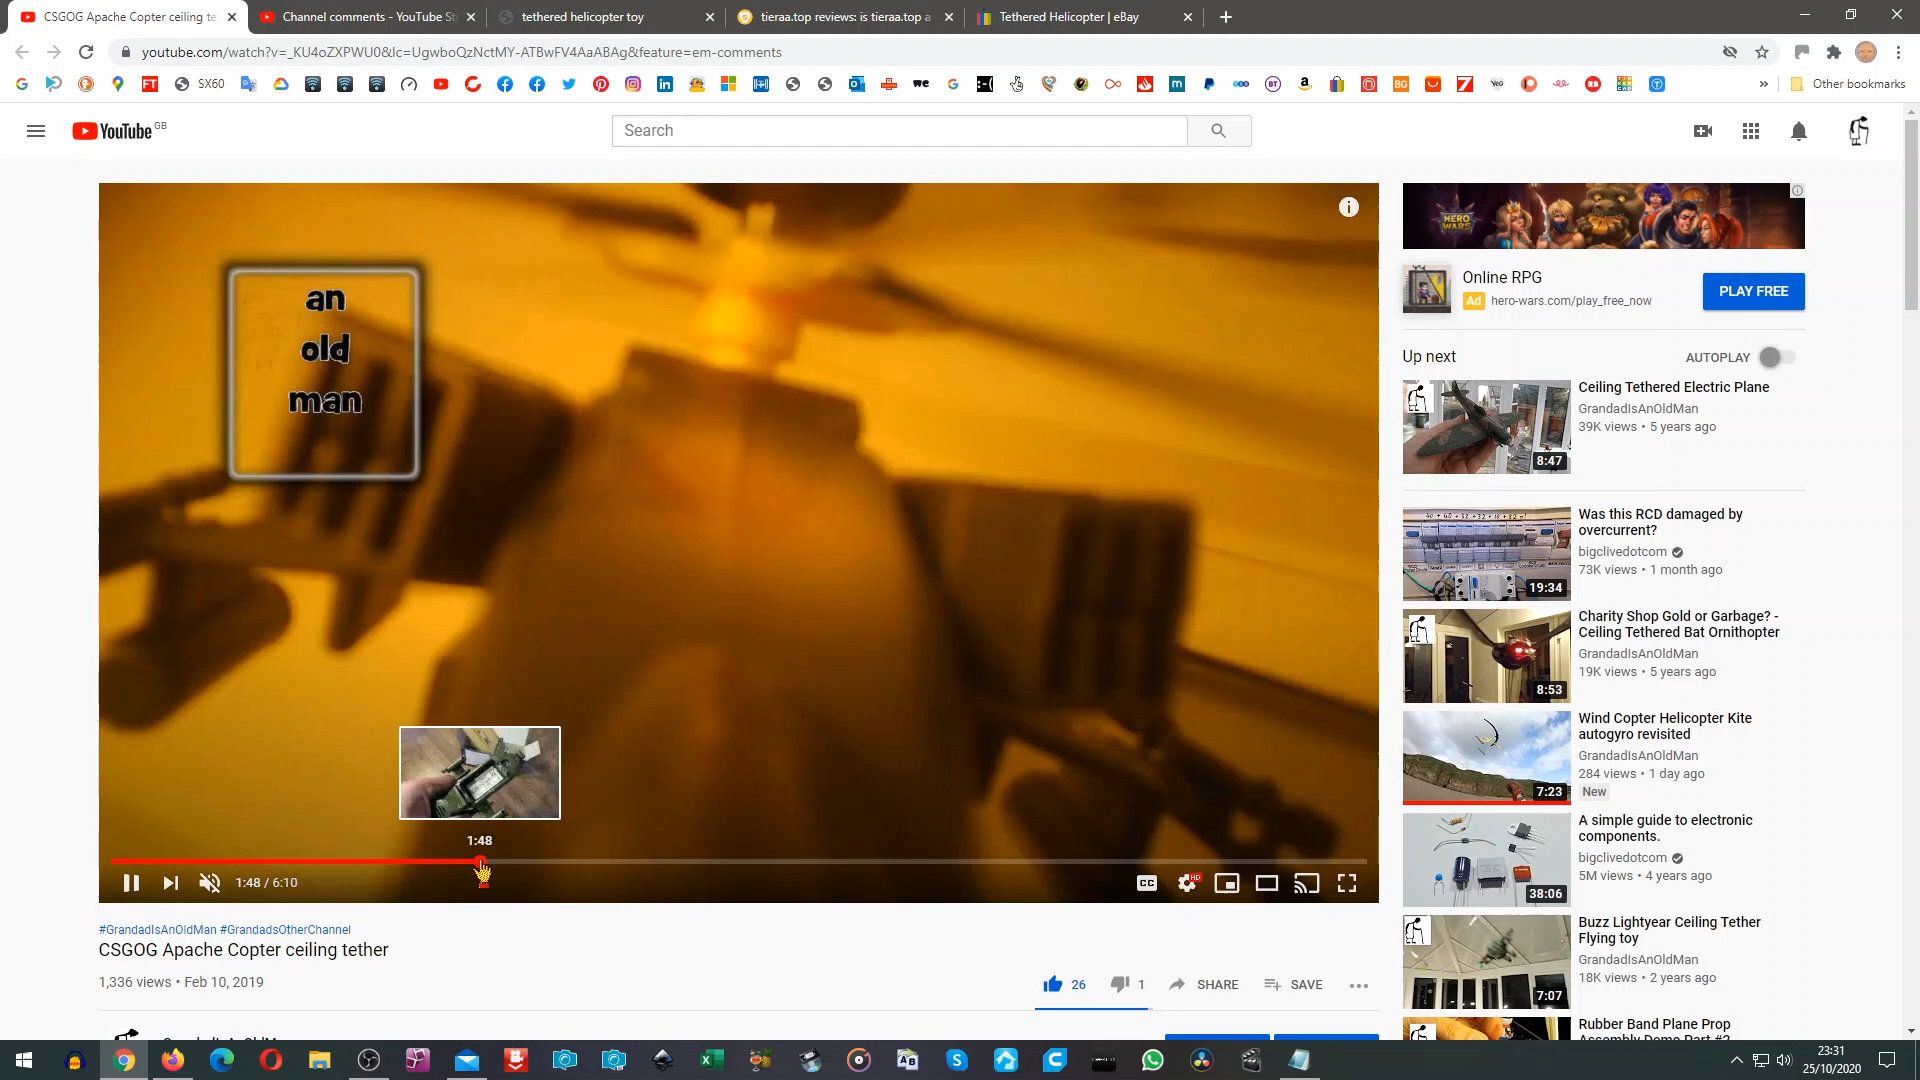 CSGOG Apache Copter ceiling te
Channel comments - YouTube St
tethered helicopter toy
tieraa.top reviews: is tieraa.top a
Tethered Helicopter | eBay
youtube.com/watch?v=_KU4oZXPWU0&lc=UgwboQzNctMY-ATBwFV4AaABAg&feature=em-comments
SX60
Other bookmarks
YouTube GB
Search
an
old
man
1:48
1:48 / 6:10
#GrandadIsAnOldMan #GrandadsOtherChannel
CSGOG Apache Copter ceiling tether
1,336 views • Feb 10, 2019
26
1
SHARE
SAVE
HERO
WARS
Online RPG
Ad hero-wars.com/play_free_now
PLAY FREE
Up next
AUTOPLAY
Ceiling Tethered Electric Plane
GrandadIsAnOldMan
39K views • 5 years ago
8:47
Was this RCD damaged by
overcurrent?
bigclivedotcom
73K views • 1 month ago
19:34
Charity Shop Gold or Garbage? -
Ceiling Tethered Bat Ornithopter
GrandadIsAnOldMan
19K views • 5 years ago
8:53
Wind Copter Helicopter Kite
autogyro revisited
GrandadIsAnOldMan
284 views • 1 day ago
New
7:23
A simple guide to electronic
components.
bigclivedotcom
5M views • 4 years ago
38:06
Buzz Lightyear Ceiling Tether
Flying toy
GrandadIsAnOldMan
18K views • 2 years ago
7:07
Rubber Band Plane Prop
23:31
25/10/2020